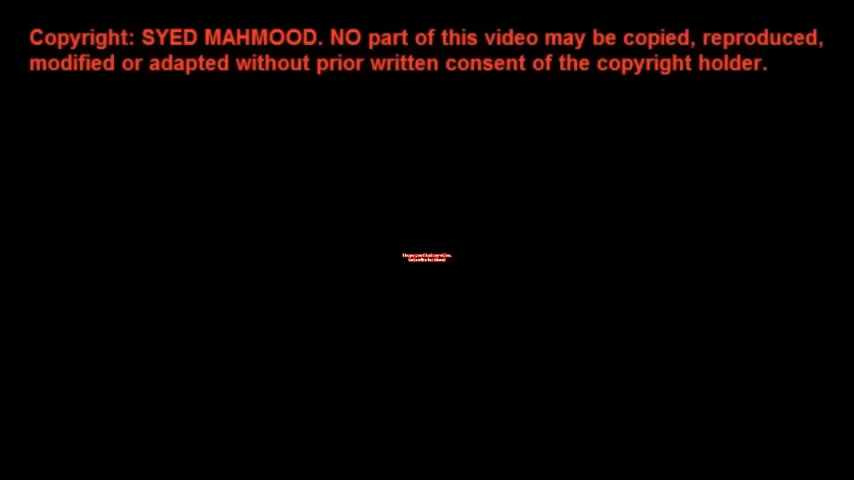 Copyright: SYED MAHMOOD. NO part of this video may be copied, reproduced,
modified or adapted without prior written consent of the copyright holder.